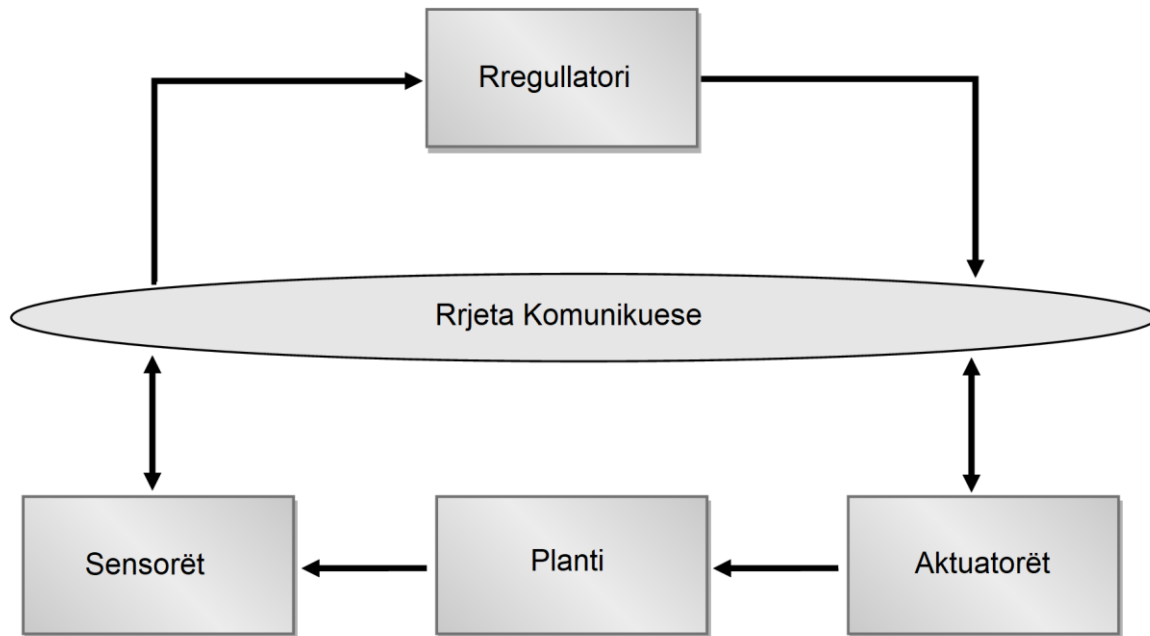 Rregullatori
Rrjeta Komunikuese
Sensorët
Planti
Aktuatorët